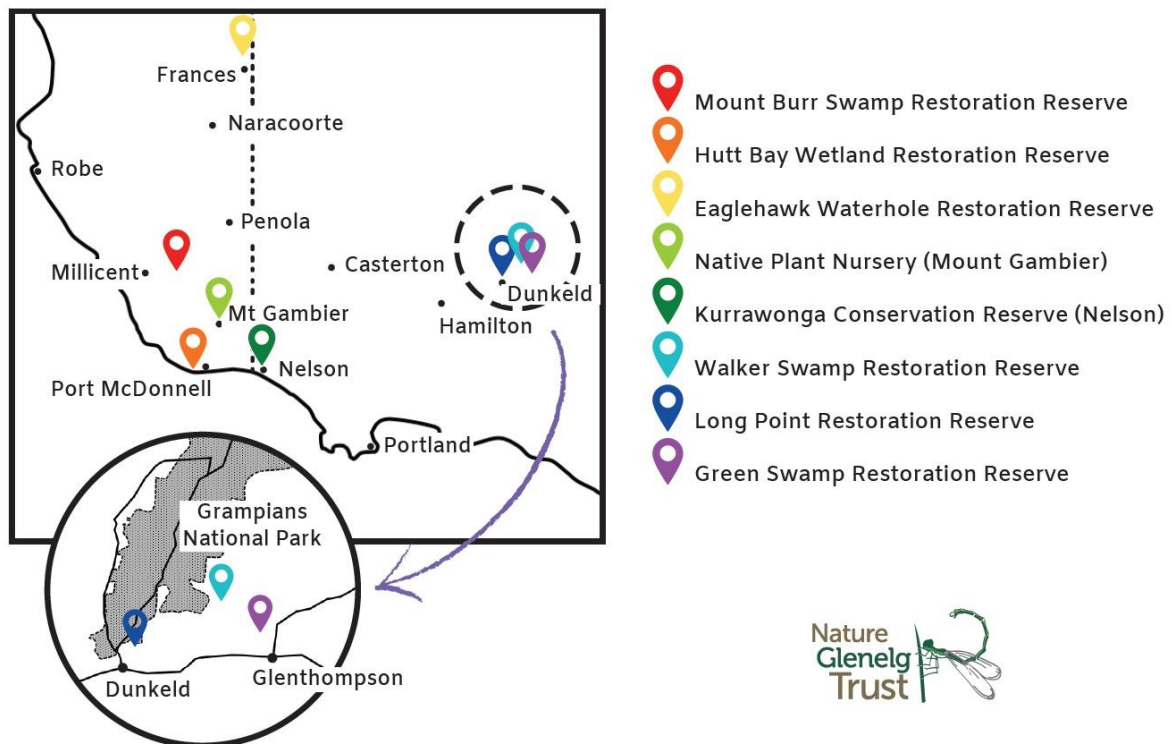 Frances
Naracoorte
Robe
Penola
Millicent
Casterton
Dunkeld
Mt Gambier
Hamilton
Port McDonnell
Nelson
Portland
Grampians
National Park
Dunkeld
Glenthompson
Mount Burr Swamp Restoration Reserve
Hutt Bay Wetland Restoration Reserve
Eaglehawk Waterhole Restoration Reserve
Native Plant Nursery (Mount Gambier)
Kurrawonga Conservation Reserve (Nelson)
Walker Swamp Restoration Reserve
Long Point Restoration Reserve
Green Swamp Restoration Reserve
Nature
Glenelg
Trust